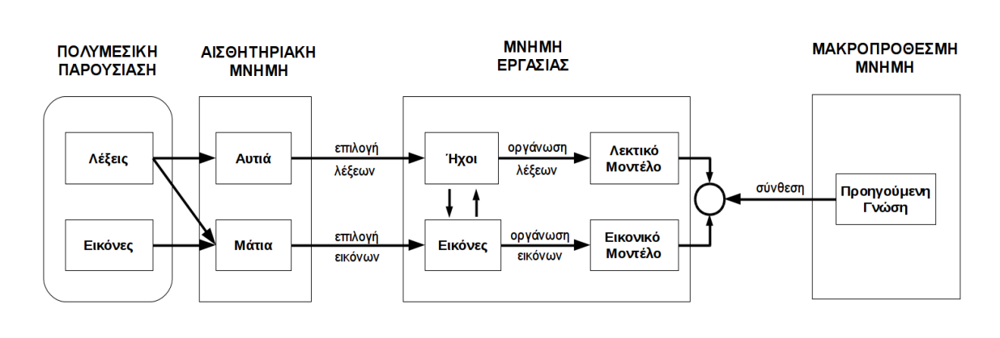 ΠΟΛΥΜΕΣΙΚΗ
ΠΑΡΟΥΣΙΑΣΗ
ΑΙΣΘΗΤΗΡΙΑΚΗ
ΜΝΗΜΗ
ΜΝΗΜΗ
ΕΡΓΑΣΙΑΣ
ΜΑΚΡΟΠΡΟΘΕΣΜΗ
ΜΝΗΜΗ
Λέξεις
Αυτιά
επιλογή
λέξεων
Ήχοι
οργάνωση
λέξεων
Λεκτικό
Μοντέλο
σύνθεση
Προηγούμενη
Γνώση
Εικόνες
Μάτια
επιλογή
εικόνων
Εικόνες
οργάνωση
εικόνων
Εικονικό
Μοντέλο